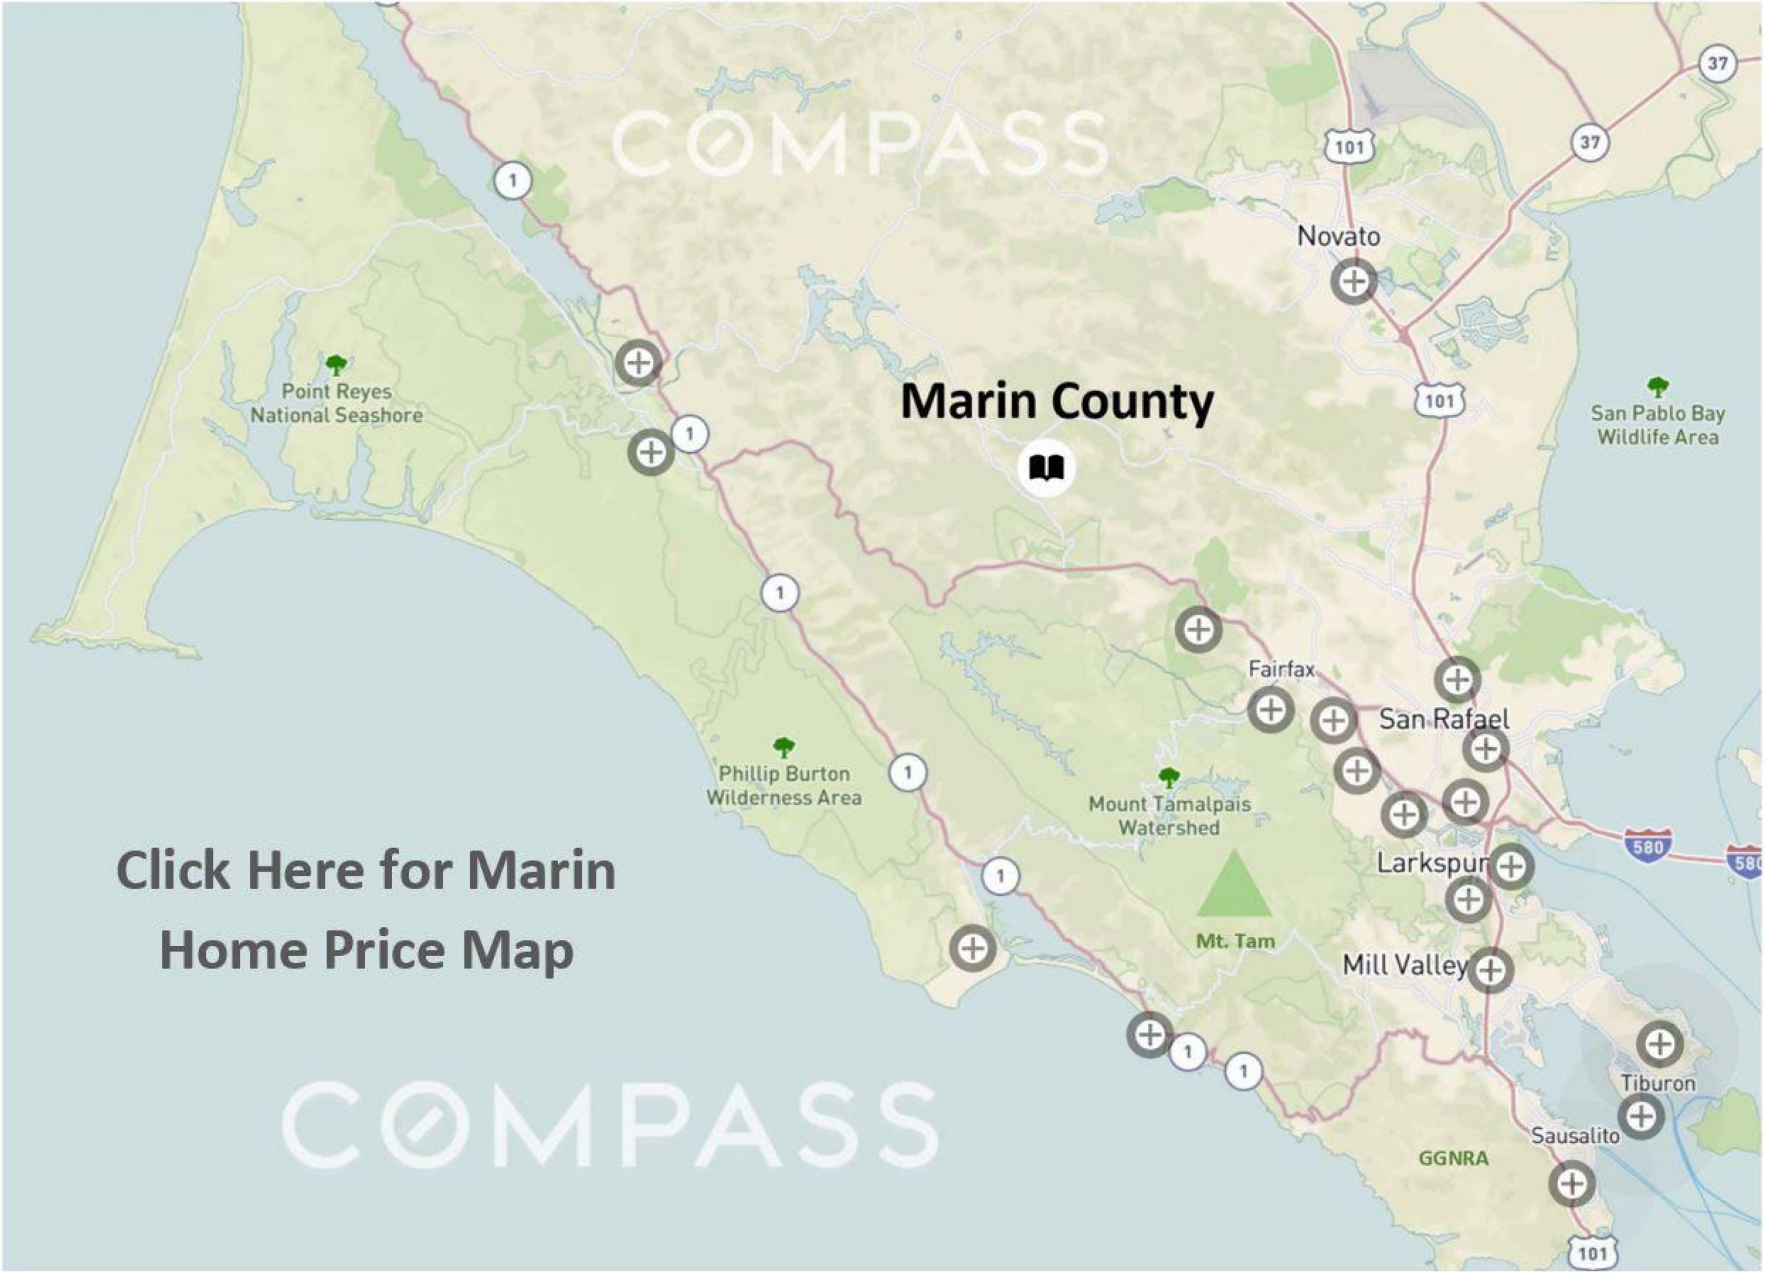 37
COMPASS
101
37
1
Novato
Point Reyes
National Seashore
Marin County
101
San Pablo Bay
Wildlife Area
1
1
Fairfax
San Rafael
Phillip Burton
Wilderness Area
1
Mount Tamalpais
Watershed
580
580
Click Here for Marin
Home Price Map
Larkspur
1
Mt. Tam
Mill Valley
1
1
Tiburon
COMPASS
Sausalito
GGNRA
101